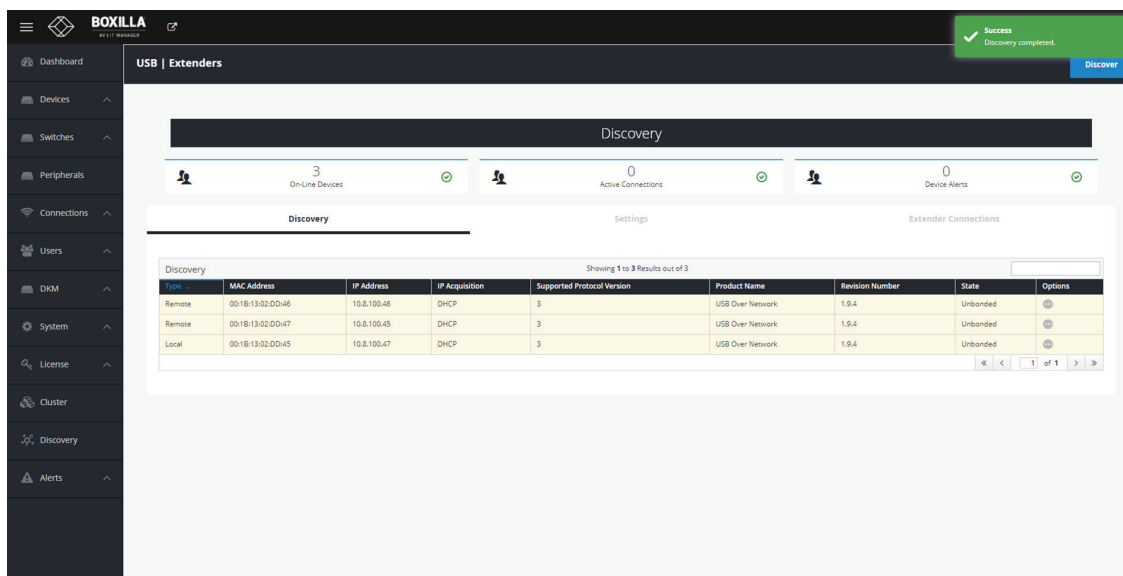 BOXILLA
AV | IT MANAGER
Success
Discovery completed.
Dashboard
USB | Extenders
Discover
Devices
Switches
Discovery
Peripherals
3
On-Line Devices
0
Active Connections
0
Device Alerts
Connections
Discovery Settings Extender Connections
Users
Discovery Showing 1 to 3 Results out of 3
Type MAC Address IP Address IP Acquisition Supported Protocol Version Product Name Revision Number State Options
DKM
Remote 00:1B:13:02:DD:46 10.8.100.46 DHCP 3 USB Over Network 1.9.4 Unbonded
Remote 00:1B:13:02:DD:47 10.8.100.45 DHCP 3 USB Over Network 1.9.4 Unbonded
System
Local 00:1B:13:02:DD:45 10.8.100.47 DHCP 3 USB Over Network 1.9.4 Unbonded
« < 1 of 1 > »
License
Cluster
Discovery
Alerts